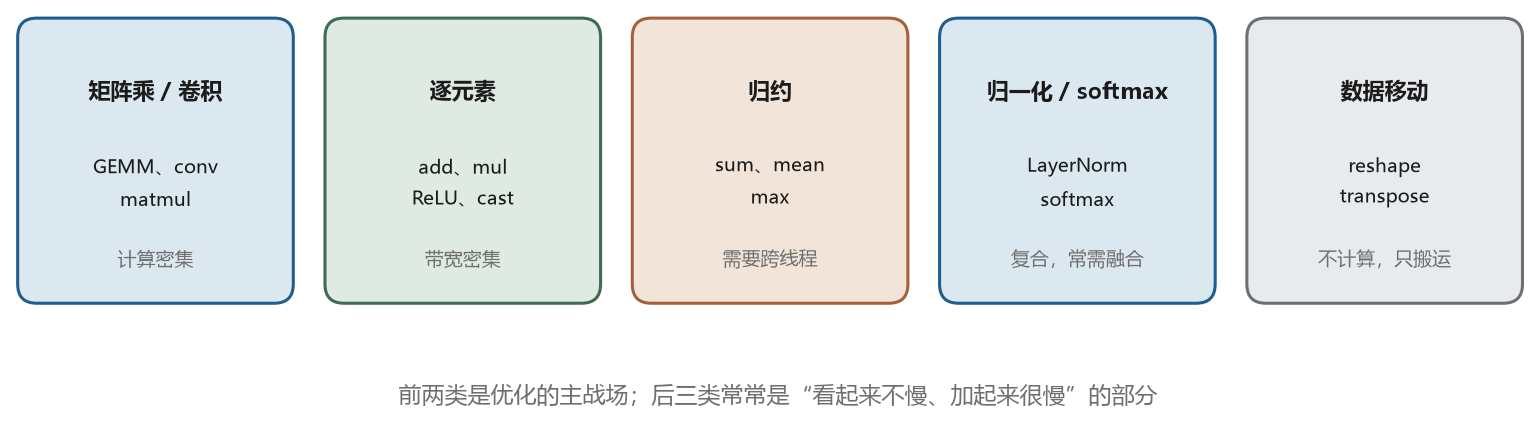 矩阵乘 / 卷积
GEMM、conv
matmul
计算密集
逐元素
add、mul
ReLU、cast
带宽密集
归约
sum、mean
max
需要跨线程
归一化 / softmax
LayerNorm
softmax
复合，常需融合
数据移动
reshape
transpose
不计算，只搬运
前两类是优化的主战场；后三类常常是“看起来不慢、加起来很慢”的部分